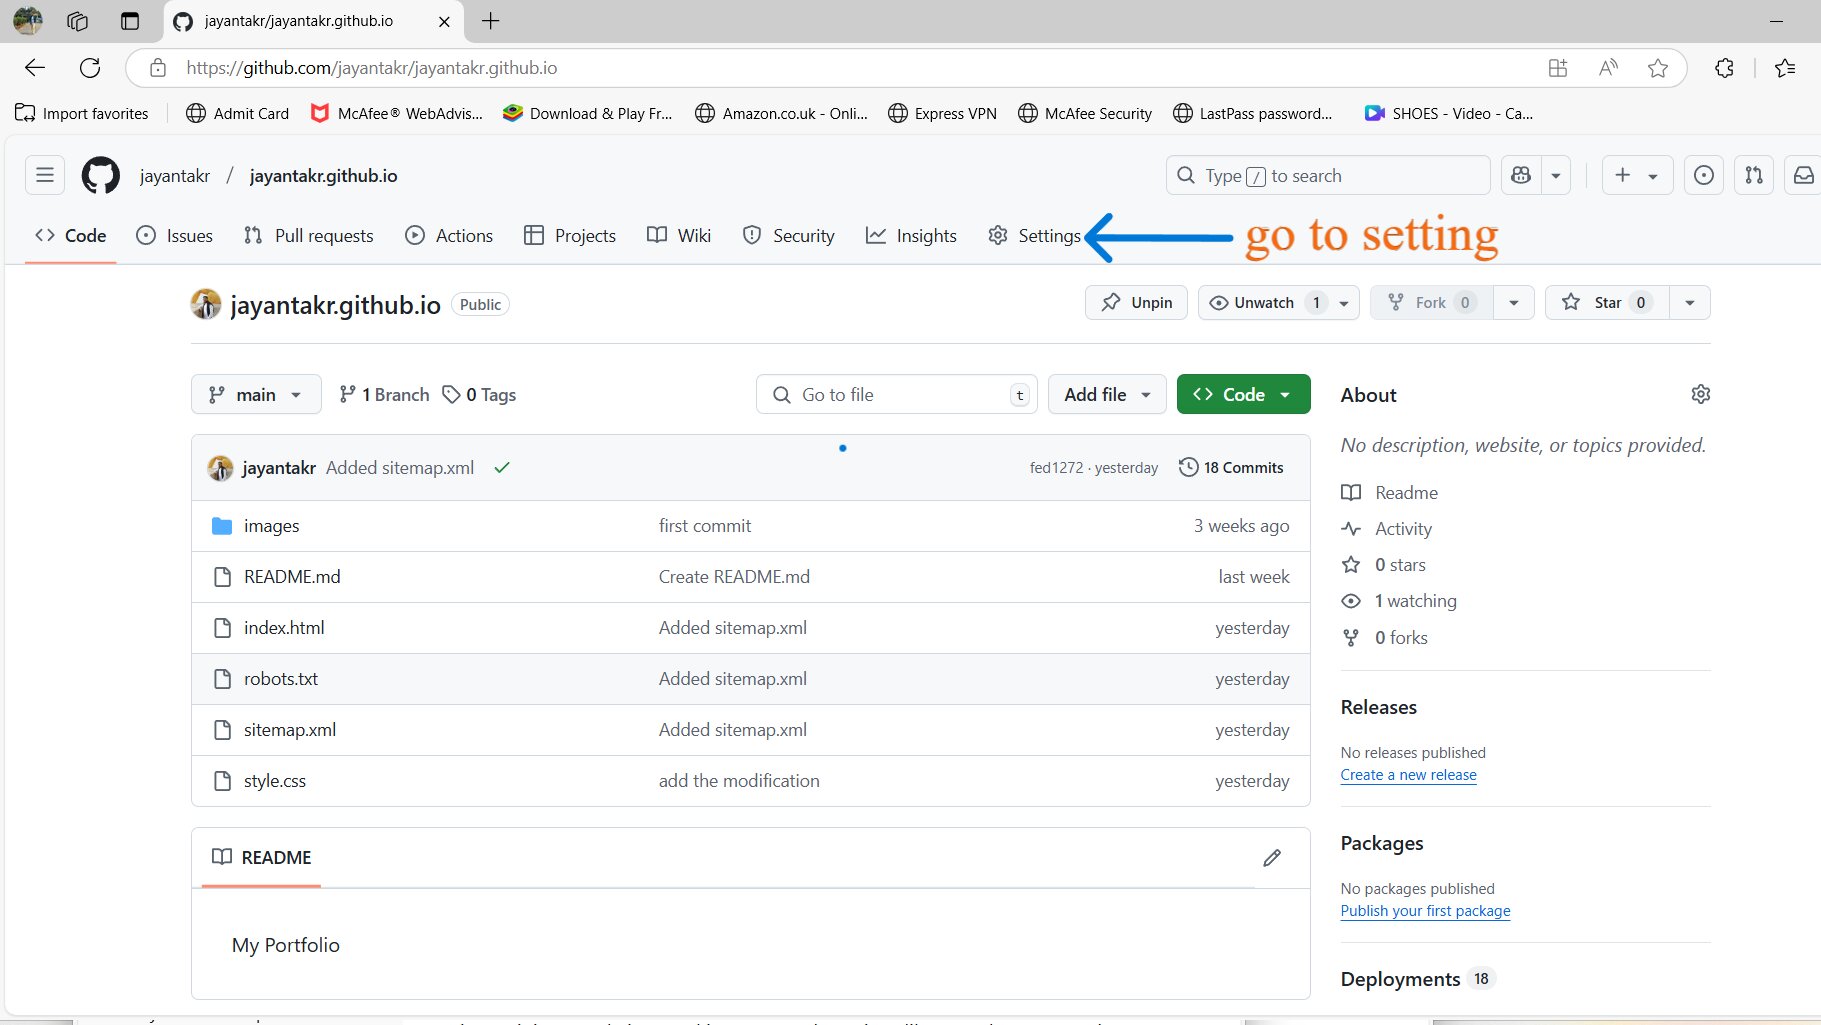 jayantakr/jayantakr.github.io
https://github.com/jayantakr/jayantakr.github.io
Import favorites Admit Card McAfee® WebAdvis... Download & Play Fr... Amazon.co.uk - Onli... Express VPN McAfee Security LastPass password... SHOES - Video - Ca...
jayantakr / jayantakr.github.io Type / to search
Code Issues Pull requests Actions Projects Wiki Security Insights Settings go to setting
jayantakr.github.io Public Unpin Unwatch 1 Fork 0 Star 0
main 1 Branch 0 Tags Go to file t Add file Code About
No description, website, or topics provided.
jayantakr Added sitemap.xml fed1272 · yesterday 18 Commits
Readme
images first commit 3 weeks ago
Activity
0 stars
README.md Create README.md last week
1 watching
index.html Added sitemap.xml yesterday
0 forks
robots.txt Added sitemap.xml yesterday
Releases
sitemap.xml Added sitemap.xml yesterday
No releases published
Create a new release
style.css add the modification yesterday
Packages
README
No packages published
Publish your first package
My Portfolio
Deployments 18